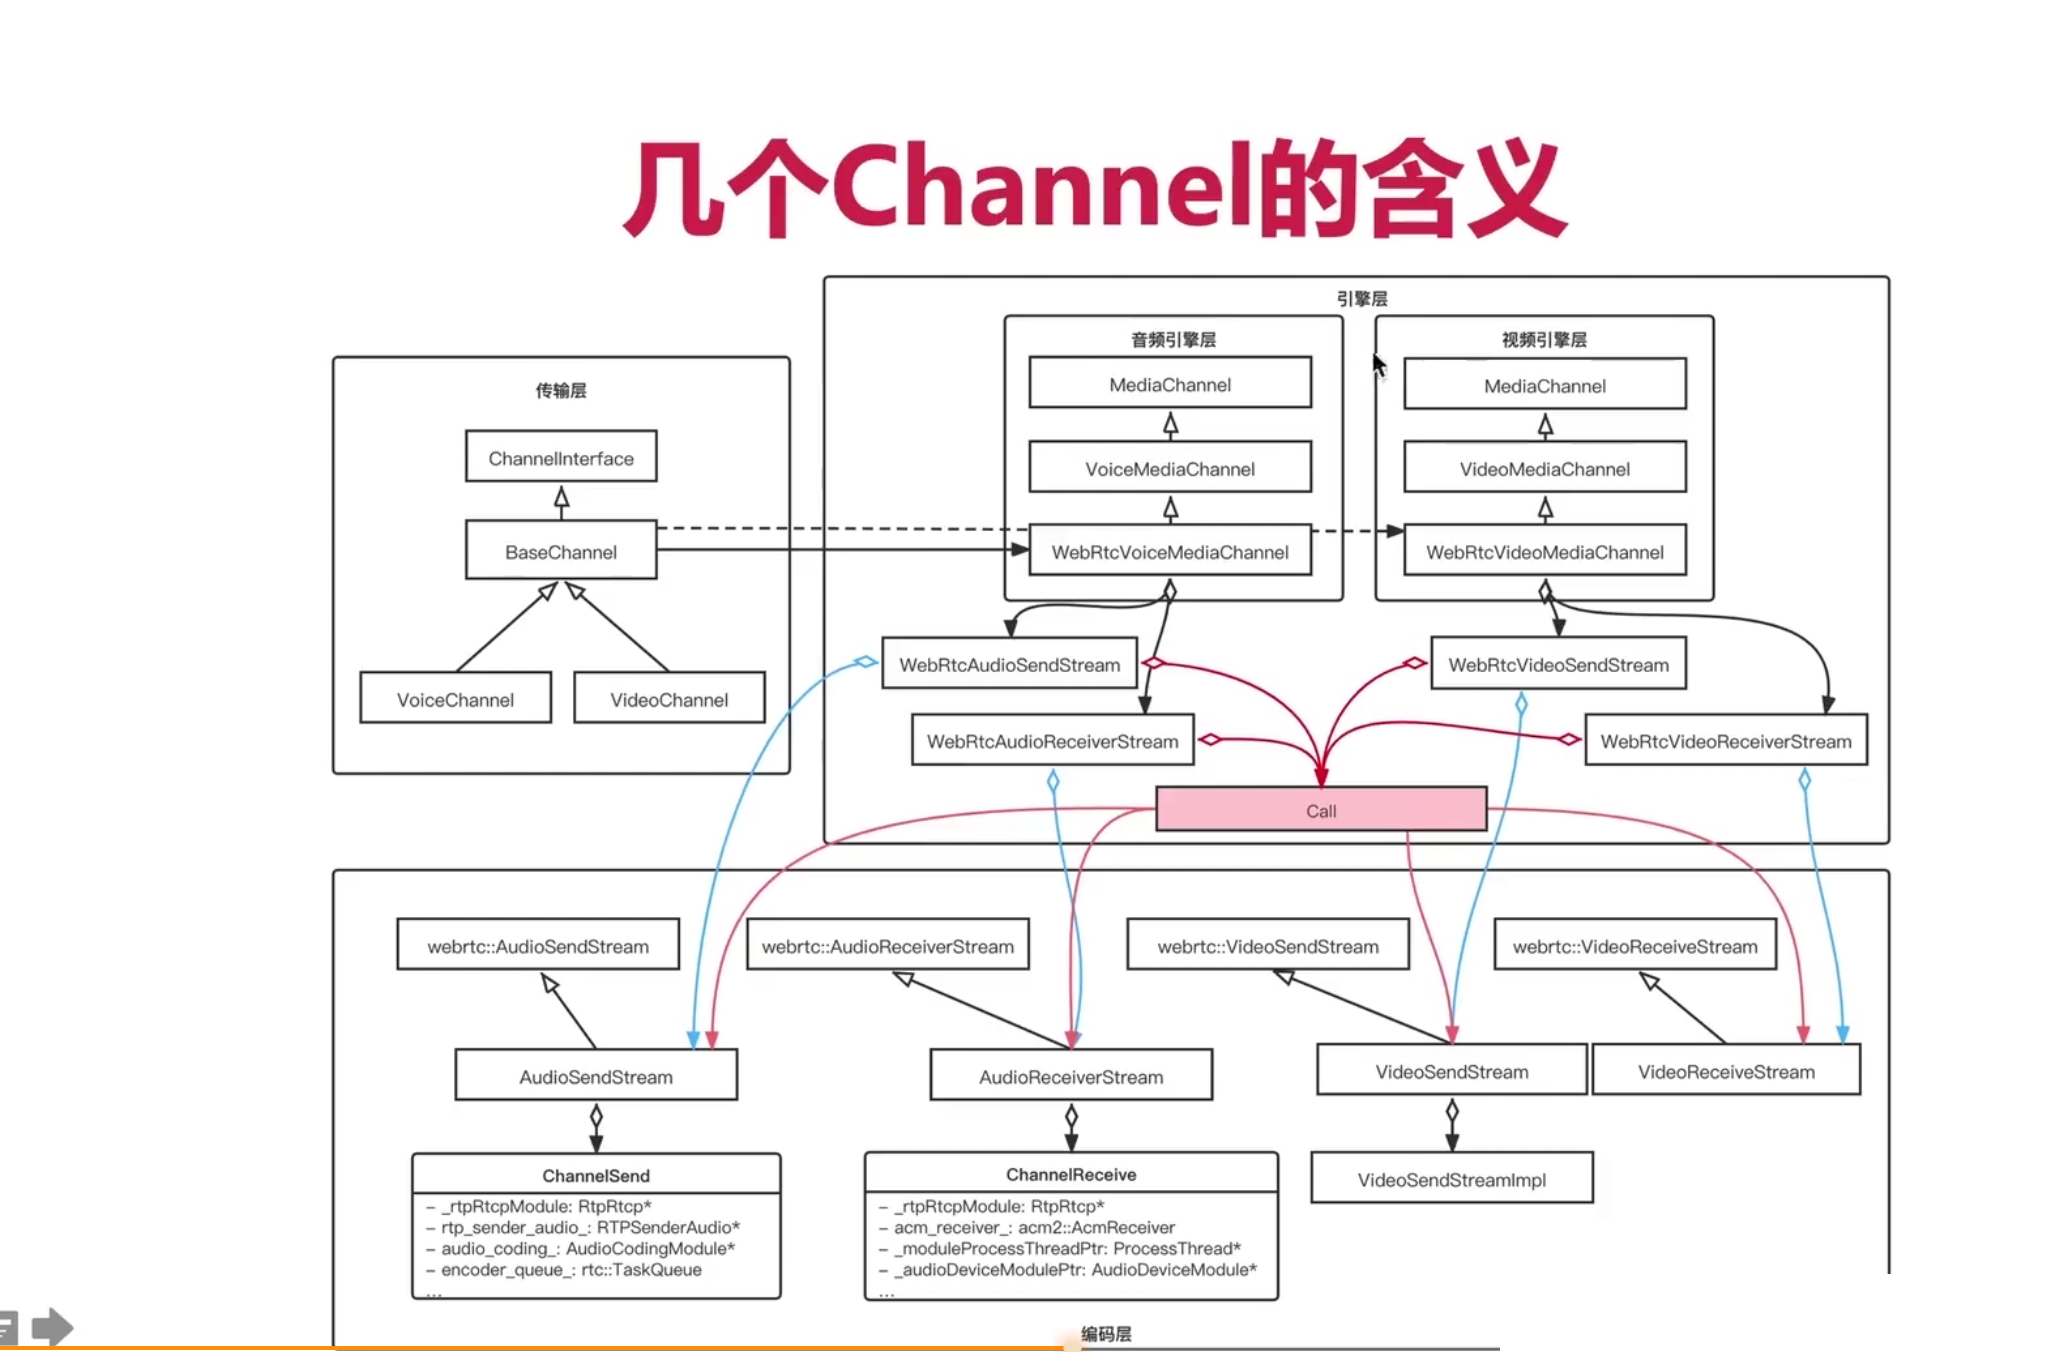 几个Channel的含义
传输层
ChannelInterface
BaseChannel
VoiceChannel
VideoChannel
引擎层
音频引擎层
MediaChannel
VoiceMediaChannel
WebRtcVoiceMediaChannel
视频引擎层
MediaChannel
VideoMediaChannel
WebRtcVideoMediaChannel
WebRtcAudioSendStream
WebRtcVideoSendStream
WebRtcAudioReceiverStream
WebRtcVideoReceiverStream
Call
webrtc::AudioSendStream
webrtc::AudioReceiverStream
webrtc::VideoSendStream
webrtc::VideoReceiveStream
AudioSendStream
AudioReceiverStream
VideoSendStream
VideoReceiveStream
ChannelSend
– _rtpRtcpModule: RtpRtcp*
– rtp_sender_audio_: RTPSenderAudio*
– audio_coding_: AudioCodingModule*
– encoder_queue_: rtc::TaskQueue
...
ChannelReceive
– _rtpRtcpModule: RtpRtcp*
– acm_receiver_: acm2::AcmReceiver
– _moduleProcessThreadPtr: ProcessThread*
– _audioDeviceModulePtr: AudioDeviceModule*
...
VideoSendStreamImpl
编码层